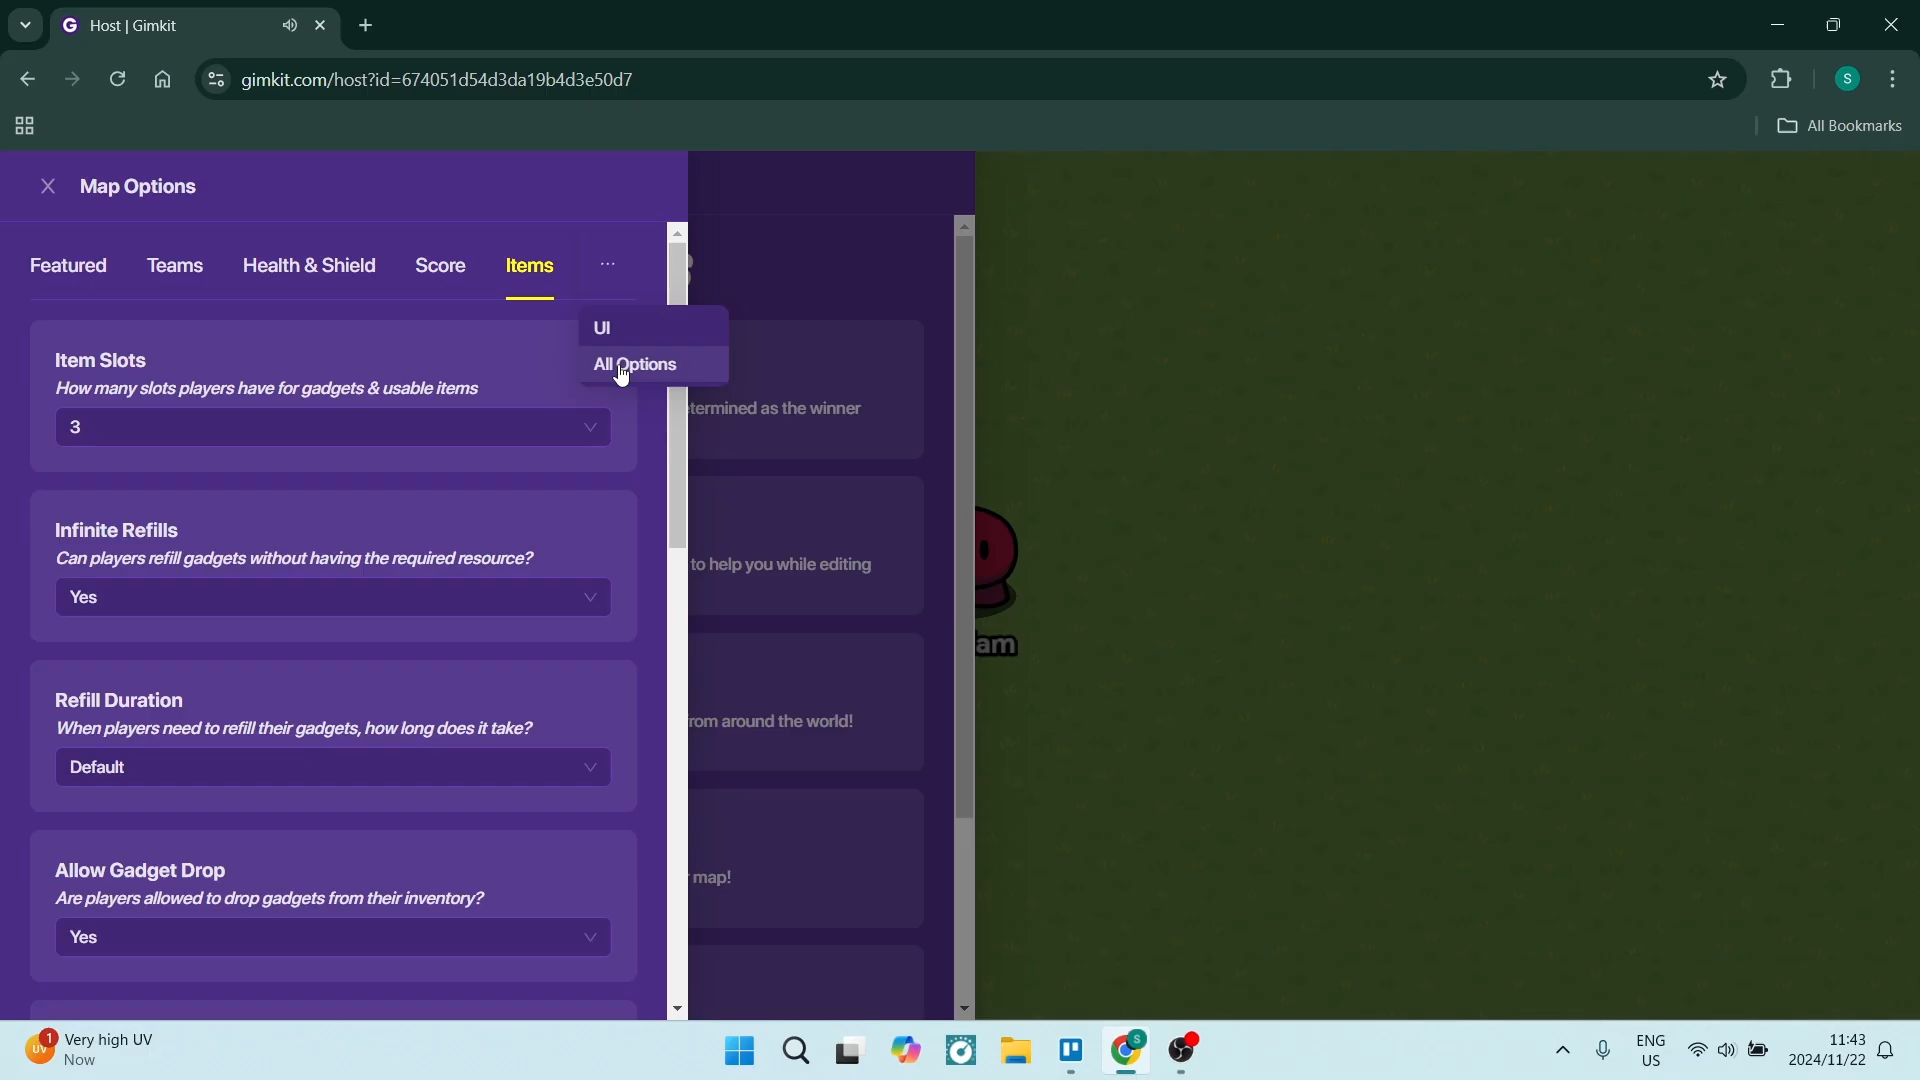 Host | Gimkit
gimkit.com/host?id=674051d54d3da19b4d3e50d7
S
All Bookmarks
Map Options
Featured
Teams
Health & Shield
Score
Items
...
UI
All Options
Item Slots
How many slots players have for gadgets & usable items
3
termined as the winner
Infinite Refills
Can players refill gadgets without having the required resource?
Yes
to help you while editing
am
Refill Duration
When players need to refill their gadgets, how long does it take?
Default
rom around the world!
Allow Gadget Drop
Are players allowed to drop gadgets from their inventory?
Yes
map!
1
UV
Very high UV
Now
S
ENG
US
11:43
2024/11/22